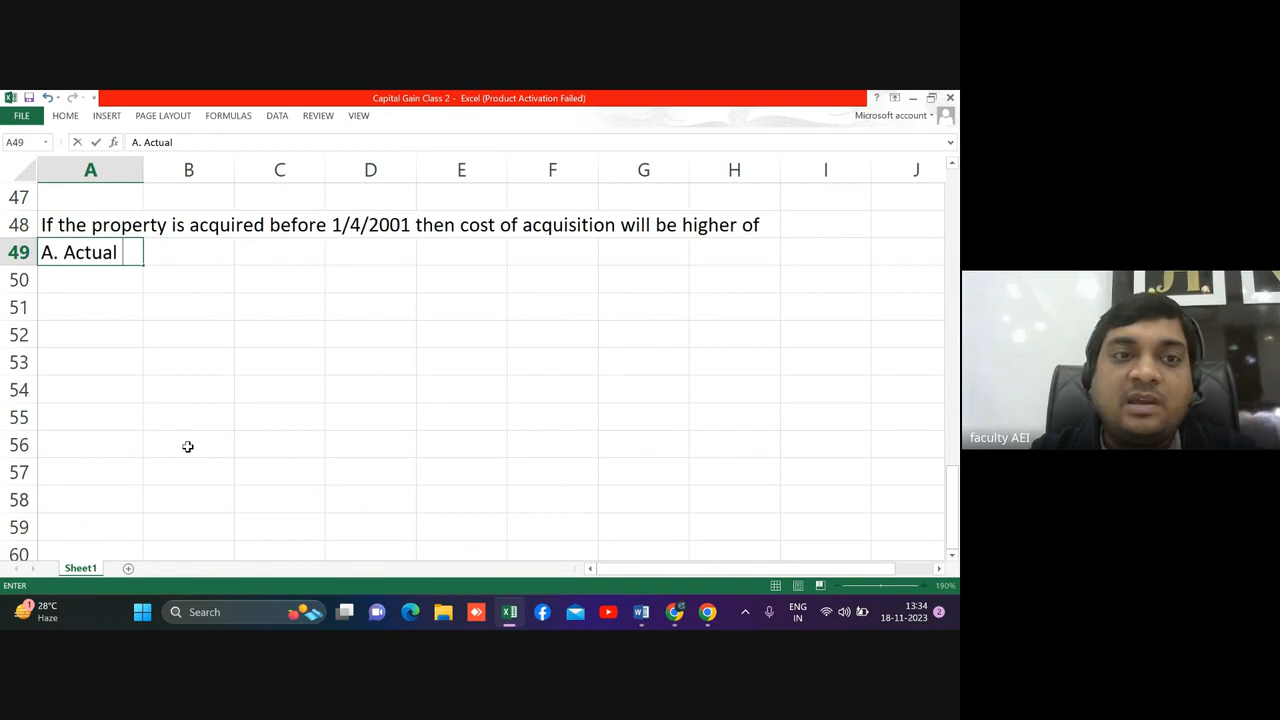 Capital Gain Class 2 - Excel (Product Activation Failed)
FILE HOME INSERT PAGE LAYOUT FORMULAS DATA REVIEW VIEW Microsoft account
A49 A. Actual
A B C D E F G H I J
47
48 If the property is acquired before 1/4/2001 then cost of acquisition will be higher of
49 A. Actual
50
51
52
53
54
55
56
57
58
59
60
faculty AEI
Sheet1
ENTER 190%
28°C
Haze
Search
ENG
IN
13:34
18-11-2023
2